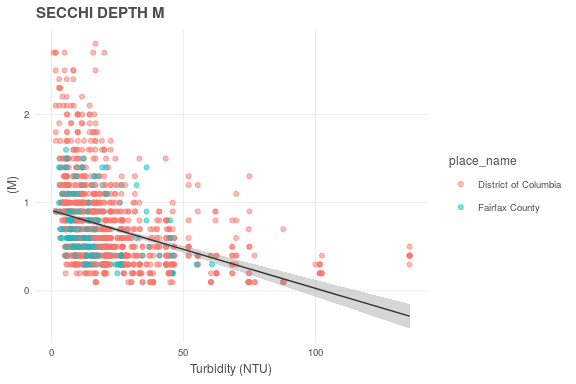 SECCHI DEPTH M
(M)
2
1
0
0
50
100
Turbidity (NTU)
place_name
District of Columbia
Fairfax County